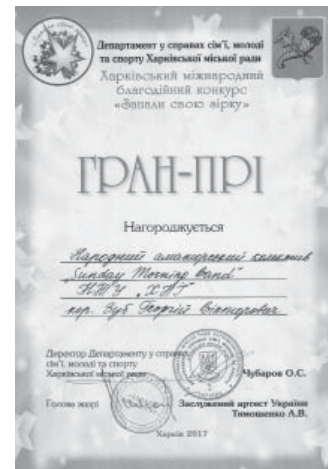 Департамент у справах сім'ї, молоді
та спорту Харківської міської ради
Харківський міжнародний
благодійний конкурс
«Запали свою зірку»
ГРАН-ПРІ
Нагороджується
Народний аматорський колектив
"Sunday Morning Band"
НТУ "ХПІ"
кер. Зуб Георгій Вікторович
Директор Департаменту у справах
сім'ї, молоді та спорту
Харківської міської ради
Чубаров О.С.
Голова жюрі
Заслужений артист України
Тимошенко А.В.
Харків 2017